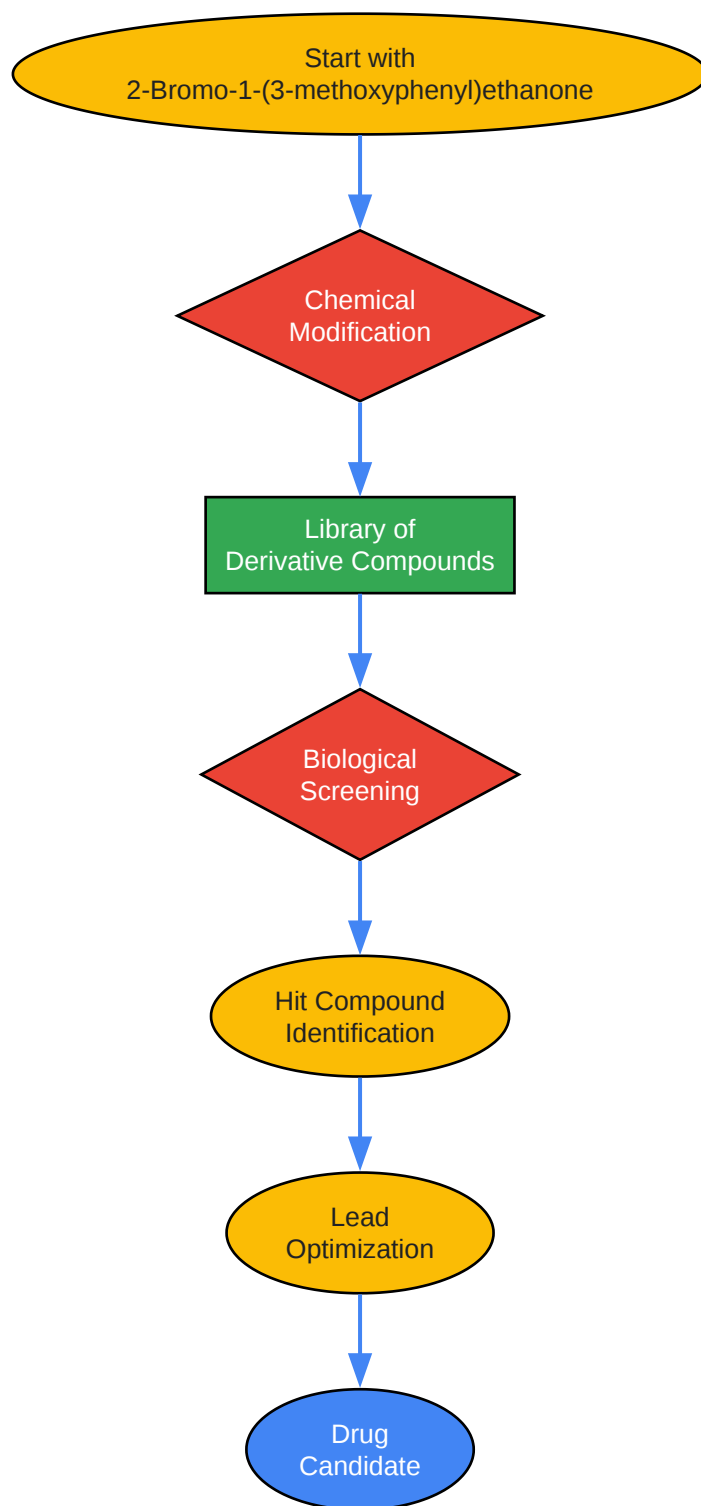 Start with
2-Bromo-1-(3-methoxyphenyl)ethanone
Chemical
Modification
Library of
Derivative Compounds
Biological
Screening
Hit Compound
Identification
Lead
Optimization
Drug
Candidate